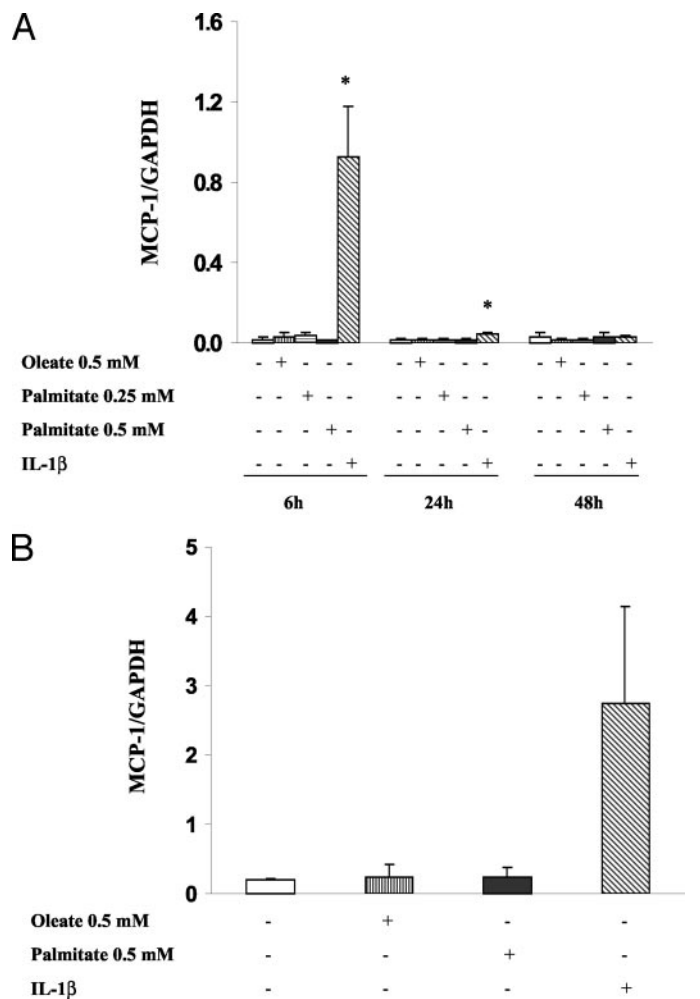 A
1.6
1.2
0.8
0.4
0.0
MCP-1/GAPDH
*
*
Oleate 0.5 mM - + - - - - + - - - - + - - -
Palmitate 0.25 mM - - + - - - - + - - - - + - -
Palmitate 0.5 mM - - - + - - - - + - - - - + -
IL-1β - - - - + - - - - + - - - - +
6h 24h 48h
B
5
4
3
2
1
0
MCP-1/GAPDH
Oleate 0.5 mM - + - -
Palmitate 0.5 mM - - + -
IL-1β - - - +